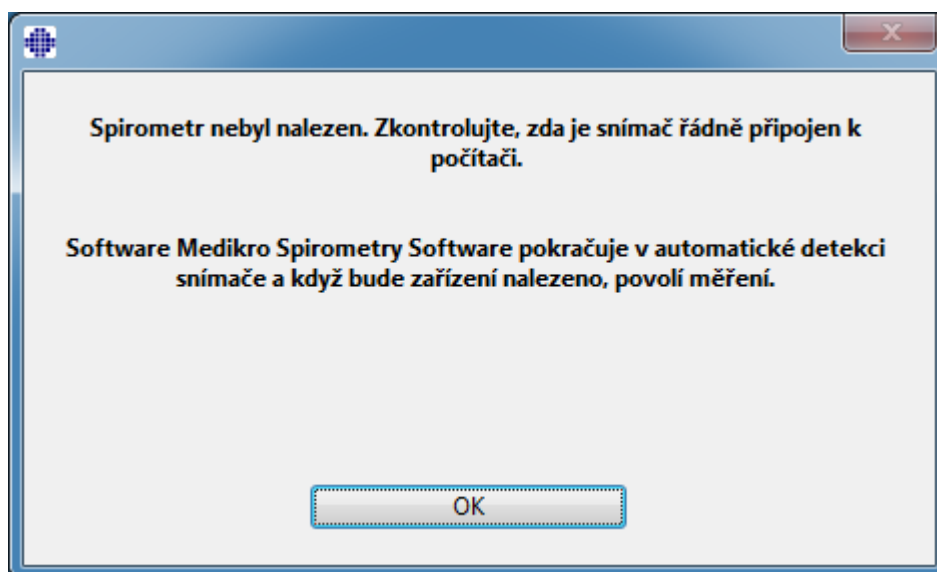 Spirometr nebyl nalezen. Zkontrolujte, zda je snímač řádně připojen k
počítači.
Software Medikro Spirometry Software pokračuje v automatické detekci
snímače a když bude zařízení nalezeno, povolí měření.
OK